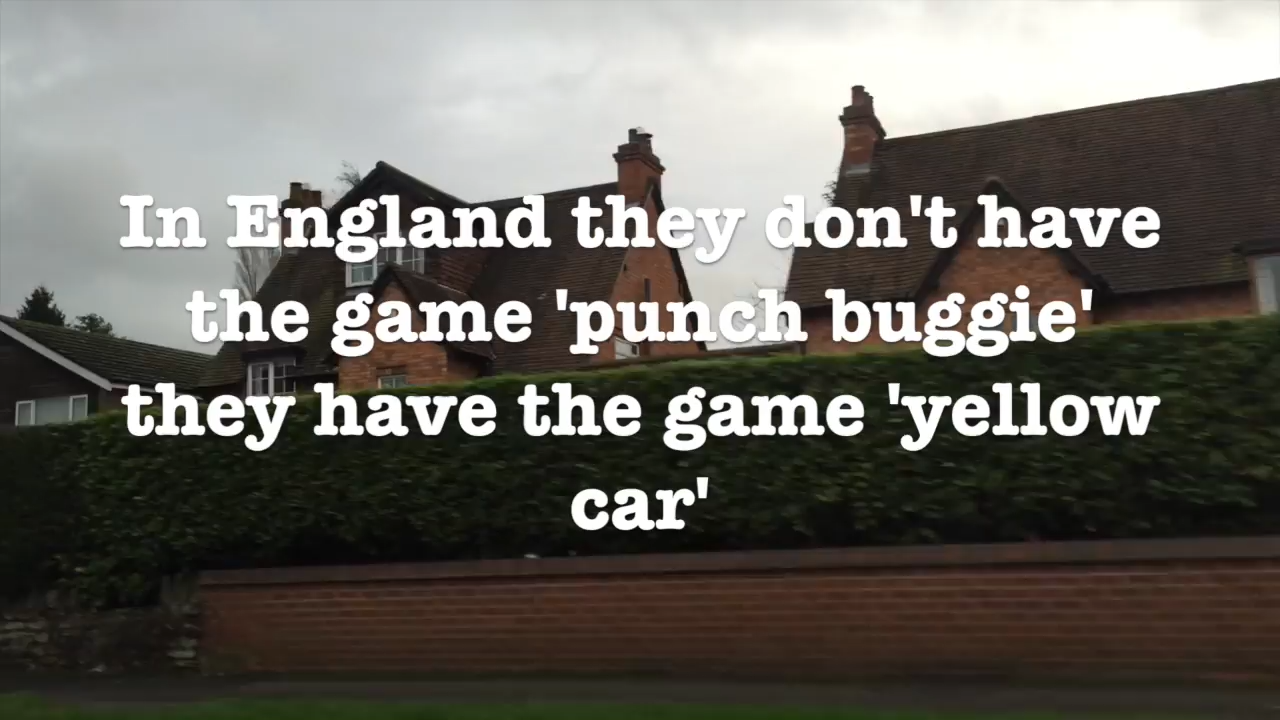 In England they don't have
the game 'punch buggie'
they have the game 'yellow
car'